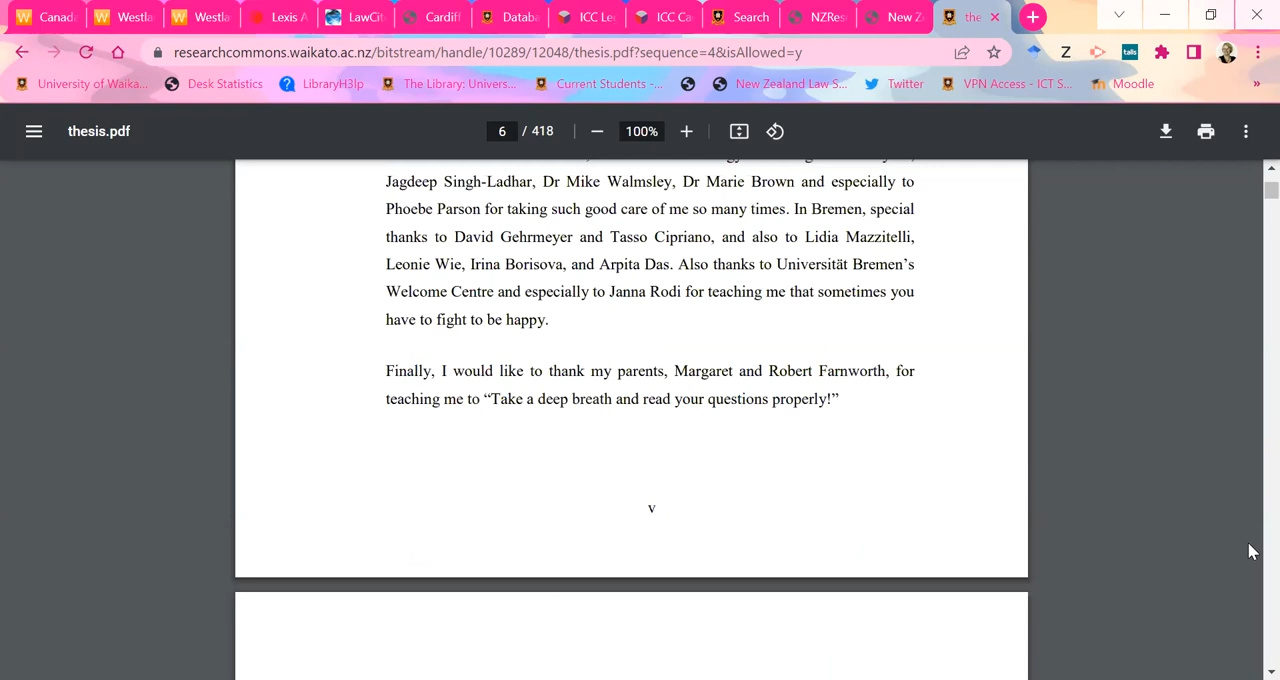 Canad
Westla
Westla
Lexis A
LawCit
Cardiff
Databa
ICC Le
ICC Ca
Search
NZRes
New Z
the
researchcommons.waikato.ac.nz/bitstream/handle/10289/12048/thesis.pdf?sequence=4&isAllowed=y
Z
talis
University of Waika...
Desk Statistics
LibraryH3lp
The Library: Univers...
Current Students -...
New Zealand Law S...
Twitter
VPN Access - ICT S...
Moodle
»
thesis.pdf
6 / 418
100%
Jagdeep Singh-Ladhar, Dr Mike Walmsley, Dr Marie Brown and especially to
Phoebe Parson for taking such good care of me so many times. In Bremen, special
thanks to David Gehrmeyer and Tasso Cipriano, and also to Lidia Mazzitelli,
Leonie Wie, Irina Borisova, and Arpita Das. Also thanks to Universität Bremen’s
Welcome Centre and especially to Janna Rodi for teaching me that sometimes you
have to fight to be happy.
Finally, I would like to thank my parents, Margaret and Robert Farnworth, for
teaching me to “Take a deep breath and read your questions properly!”
v